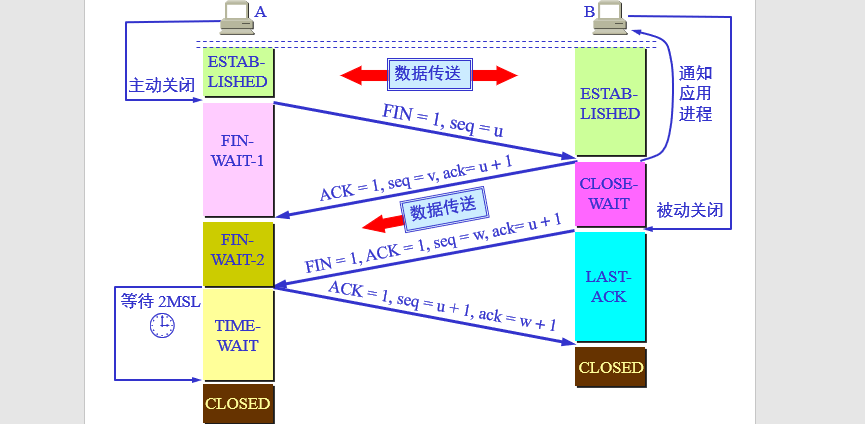 A
B
ESTAB-
LISHED
主动关闭
数据传送
通知
应用
进程
ESTAB-
LISHED
FIN = 1, seq = u
FIN-
WAIT-1
ACK = 1, seq = v, ack= u + 1
CLOSE-
WAIT
数据传送
被动关闭
FIN-
WAIT-2
FIN = 1, ACK = 1, seq = w, ack= u + 1
LAST-
ACK
等待 2MSL
ACK = 1, seq = u + 1, ack = w + 1
TIME-
WAIT
CLOSED
CLOSED